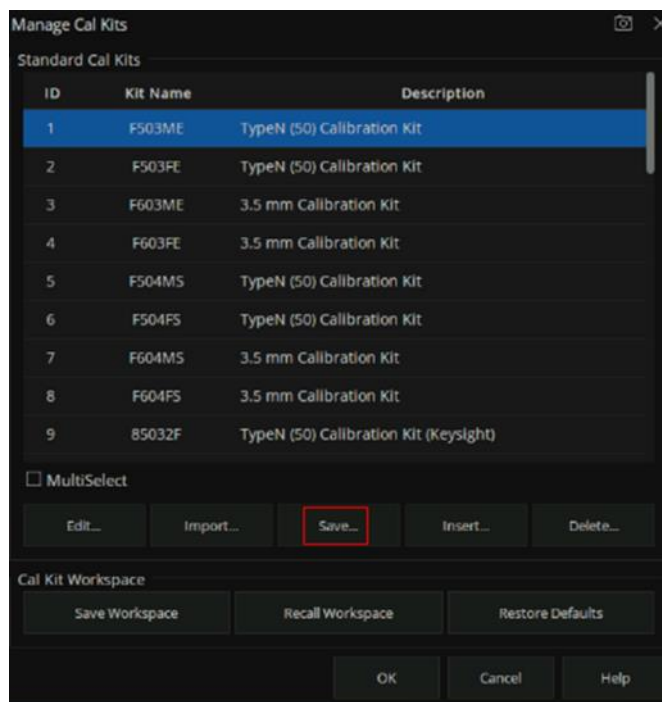 Manage Cal Kits
Standard Cal Kits
ID Kit Name Description
1 F503ME TypeN (50) Calibration Kit
2 F503FE TypeN (50) Calibration Kit
3 F603ME 3.5 mm Calibration Kit
4 F603FE 3.5 mm Calibration Kit
5 F504MS TypeN (50) Calibration Kit
6 F504FS TypeN (50) Calibration Kit
7 F604MS 3.5 mm Calibration Kit
8 F604FS 3.5 mm Calibration Kit
9 85032F TypeN (50) Calibration Kit (Keysight)
MultiSelect
Edit... Import... Save... Insert... Delete...
Cal Kit Workspace
Save Workspace Recall Workspace Restore Defaults
OK Cancel Help